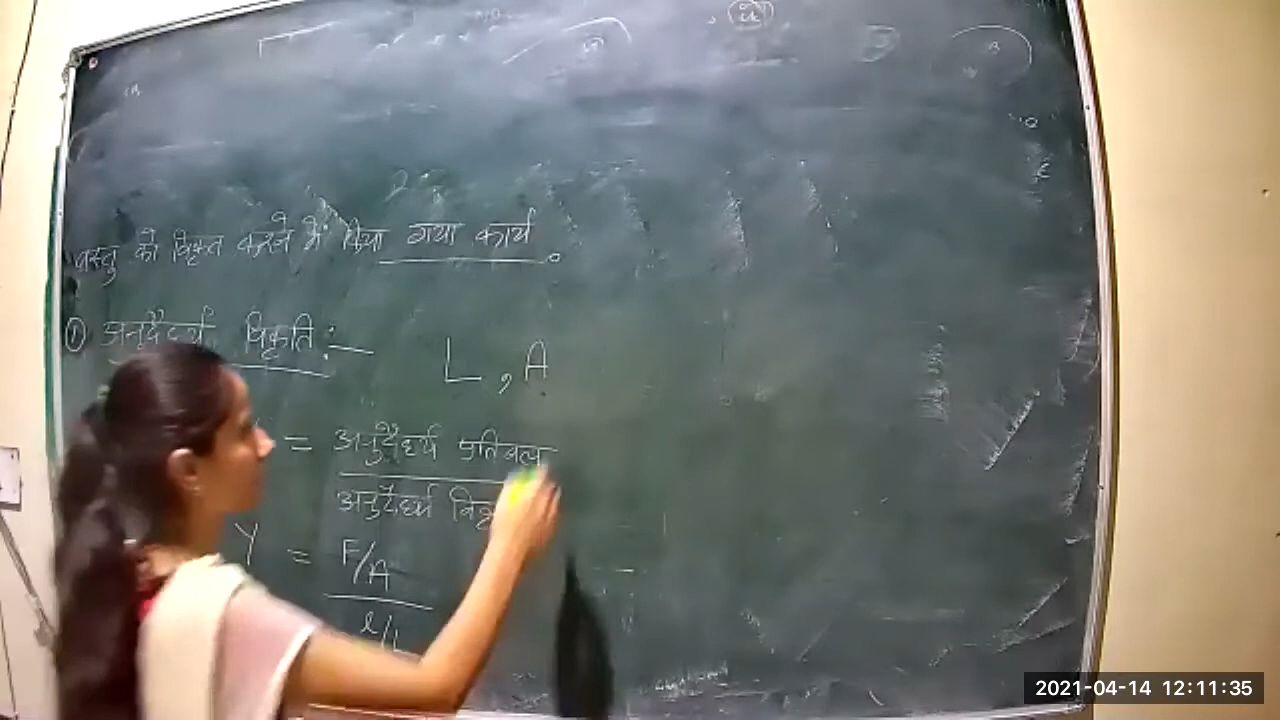 वस्तु को विकृत करने में किया गया कार्य
① अनुदैर्ध्य विकृति :-
L , A
= अनुदैर्ध्य प्रतिबल
अनुदैर्ध्य
Y = F/A
l/L
2021-04-14 12:11:35